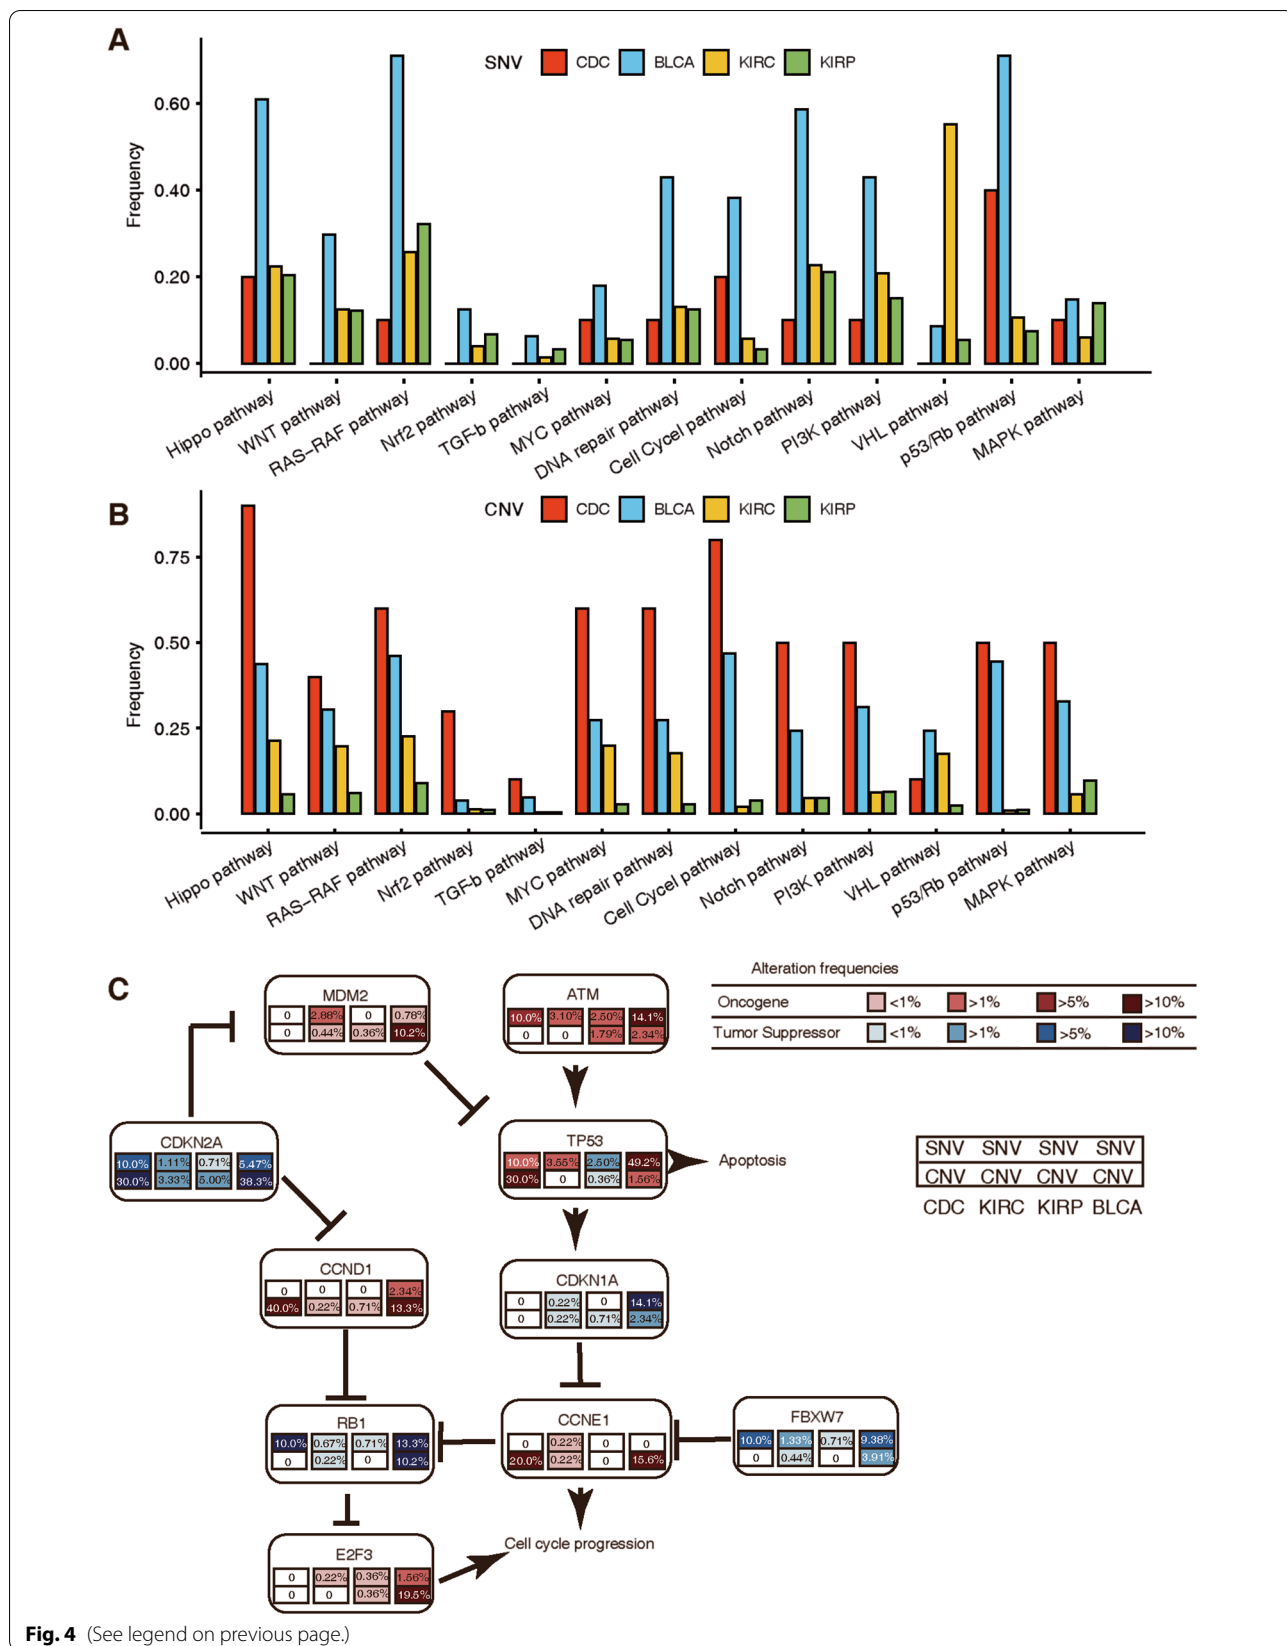 A
SNV CDC BLCA KIRC KIRP
Frequency
0.60
0.40
0.20
0.00
Hippo pathway
WNT pathway
RAS–RAF pathway
Nrf2 pathway
TGF-b pathway
MYC pathway
DNA repair pathway
Cell Cycel pathway
Notch pathway
PI3K pathway
VHL pathway
p53/Rb pathway
MAPK pathway
B
CNV CDC BLCA KIRC KIRP
Frequency
0.75
0.50
0.25
0.00
Hippo pathway
WNT pathway
RAS–RAF pathway
Nrf2 pathway
TGF-b pathway
MYC pathway
DNA repair pathway
Cell Cycel pathway
Notch pathway
PI3K pathway
VHL pathway
p53/Rb pathway
MAPK pathway
C
Alteration frequencies
Oncogene <1% >1% >5% >10%
Tumor Suppressor <1% >1% >5% >10%
MDM2
0 2.88% 0 0.78%
0 0.44% 0.36% 10.2%
ATM
10.0% 3.10% 2.50% 14.1%
0 0 1.79% 2.34%
CDKN2A
10.0% 1.11% 0.71% 5.47%
30.0% 3.33% 5.00% 38.3%
TP53
10.0% 3.55% 2.50% 49.2%
30.0% 0 0.36% 1.56%
Apoptosis
SNV SNV SNV SNV
CNV CNV CNV CNV
CDC KIRC KIRP BLCA
CCND1
0 0 0 2.34%
40.0% 0.22% 0.71% 13.3%
CDKN1A
0 0.22% 0 14.1%
0 0.22% 0.71% 2.34%
RB1
10.0% 0.67% 0.71% 13.3%
0 0.22% 0 10.2%
CCNE1
0 0.22% 0 0
20.0% 0.22% 0 15.6%
FBXW7
10.0% 1.33% 0.71% 9.38%
0 0.44% 0 3.91%
E2F3
0 0.22% 0.36% 1.56%
0 0 0.36% 19.5%
Cell cycle progression
Fig. 4 (See legend on previous page.)